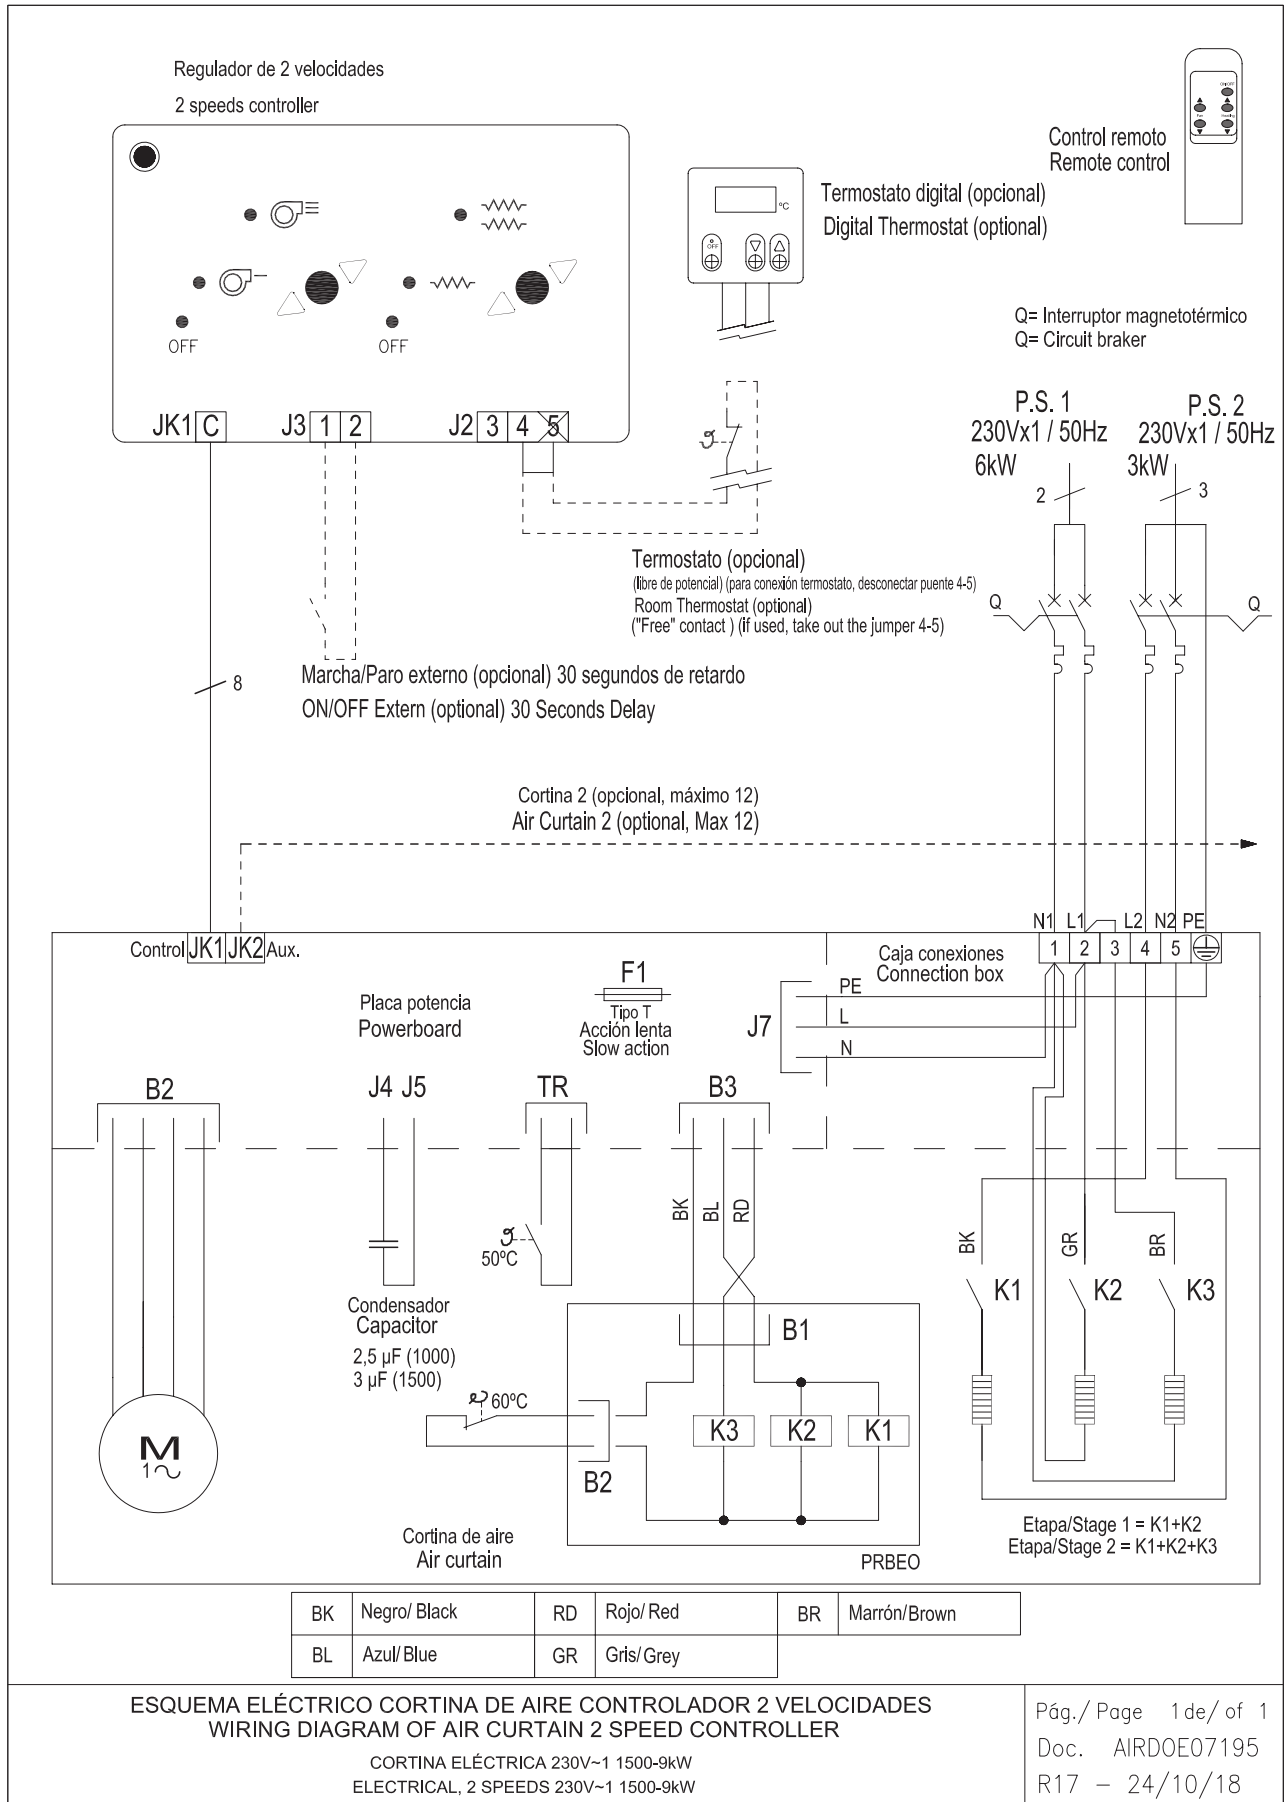 Regulador de 2 velocidades
2 speeds controller
OFF
OFF
JK1 C
J3 1 2
J2 3 4 5
°C
OFF
Termostato digital (opcional)
Digital Thermostat (optional)
Control remoto
Remote control
ON/OFF
Fan
Heating
Q= Interruptor magnetotérmico
Q= Circuit braker
P.S. 1
230Vx1 / 50Hz
6kW
2
P.S. 2
230Vx1 / 50Hz
3kW
3
Q
Q
Termostato (opcional)
(libre de potencial) (para conexión termostato, desconectar puente 4-5)
Room Thermostat (optional)
("Free" contact ) (if used, take out the jumper 4-5)
8
Marcha/Paro externo (opcional) 30 segundos de retardo
ON/OFF Extern (optional) 30 Seconds Delay
Cortina 2 (opcional, máximo 12)
Air Curtain 2 (optional, Max 12)
N1 L1 L2 N2 PE
1 2 3 4 5
Control JK1 JK2 Aux.
Caja conexiones
Connection box
Placa potencia
Powerboard
F1
Tipo T
Acción lenta
Slow action
J7
PE
L
N
B2
J4 J5
TR
B3
BK
BL
RD
50ºC
Condensador
Capacitor
2,5 µF (1000)
3 µF (1500)
60ºC
B1
K3
K2
K1
B2
M
1
Cortina de aire
Air curtain
PRBEO
BK
GR
BR
K1
K2
K3
Etapa/Stage 1 = K1+K2
Etapa/Stage 2 = K1+K2+K3
BK Negro/ Black RD Rojo/ Red BR Marrón/Brown
BL Azul/ Blue GR Gris/ Grey
ESQUEMA ELÉCTRICO CORTINA DE AIRE CONTROLADOR 2 VELOCIDADES
WIRING DIAGRAM OF AIR CURTAIN 2 SPEED CONTROLLER
CORTINA ELÉCTRICA 230V~1 1500-9kW
ELECTRICAL, 2 SPEEDS 230V~1 1500-9kW
Pág./ Page 1 de/ of 1
Doc. AIRDOE07195
R17 - 24/10/18